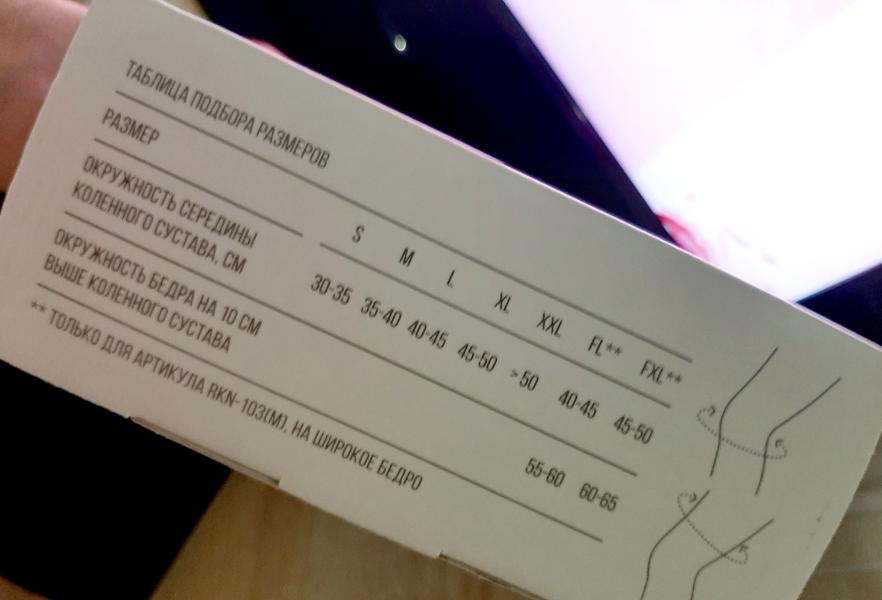 ТАБЛИЦА ПОДБОРА РАЗМЕРОВ
РАЗМЕР S M L XL XXL FL** FXL**
ОКРУЖНОСТЬ СЕРЕДИНЫ
КОЛЕННОГО СУСТАВА, СМ 30-35 35-40 40-45 45-50 >50 40-45 45-50
ОКРУЖНОСТЬ БЕДРА НА 10 СМ
ВЫШЕ КОЛЕННОГО СУСТАВА 55-60 60-65
** ТОЛЬКО ДЛЯ АРТИКУЛА RKN-103(M), НА ШИРОКОЕ БЕДРО